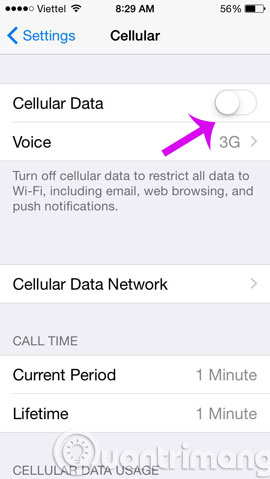 Viettel 8:29 AM 56%
Settings Cellular
Cellular Data
Voice 3G
Turn off cellular data to restrict all data to
Wi-Fi, including email, web browsing, and
push notifications.
Cellular Data Network
CALL TIME
Current Period 1 Minute
Lifetime 1 Minute
Quantrimang
CELLULAR DATA USAGE